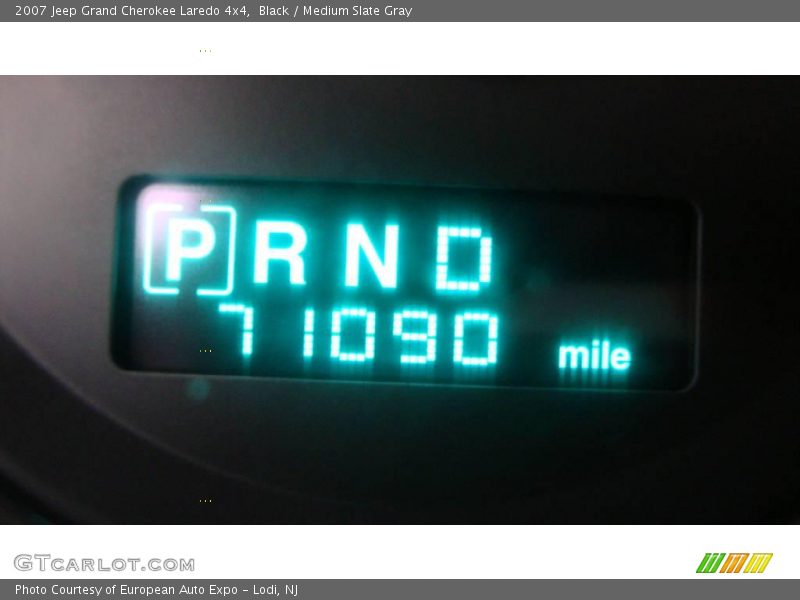 2007 Jeep Grand Cherokee Laredo 4x4, Black / Medium Slate Gray
[P] R N D
71090 mile
GTCARLOT.COM
Photo Courtesy of European Auto Expo - Lodi, NJ